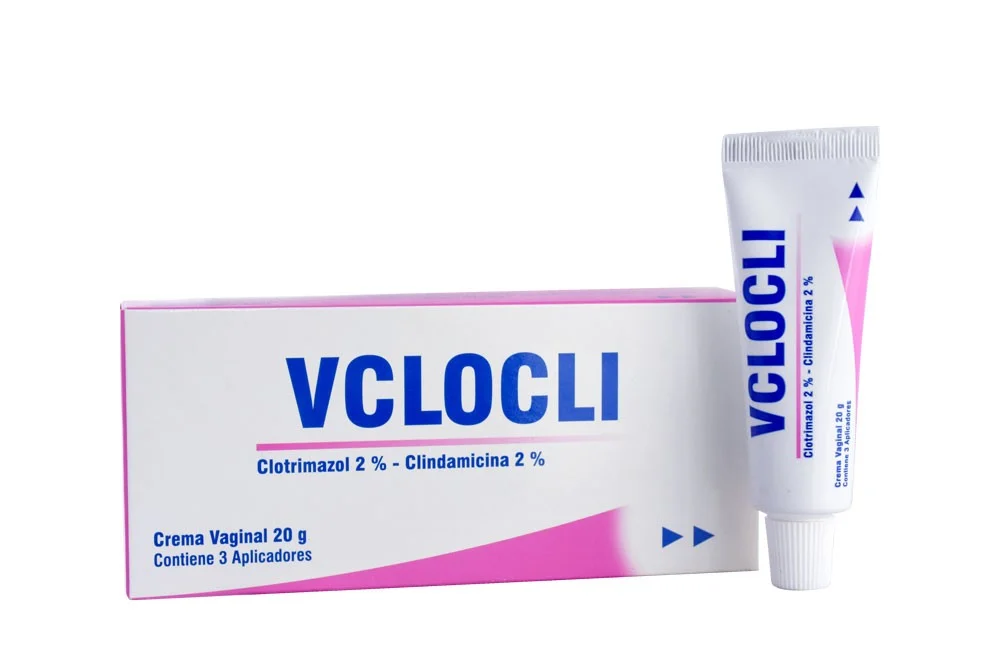 VCLOCLI
Clotrimazol 2 % - Clindamicina 2 %
Crema Vaginal 20 g
Contiene 3 Aplicadores
VCLOCLI
Clotrimazol 2 % - Clindamicina 2 %
Crema Vaginal 20 g
Contiene 3 Aplicadores